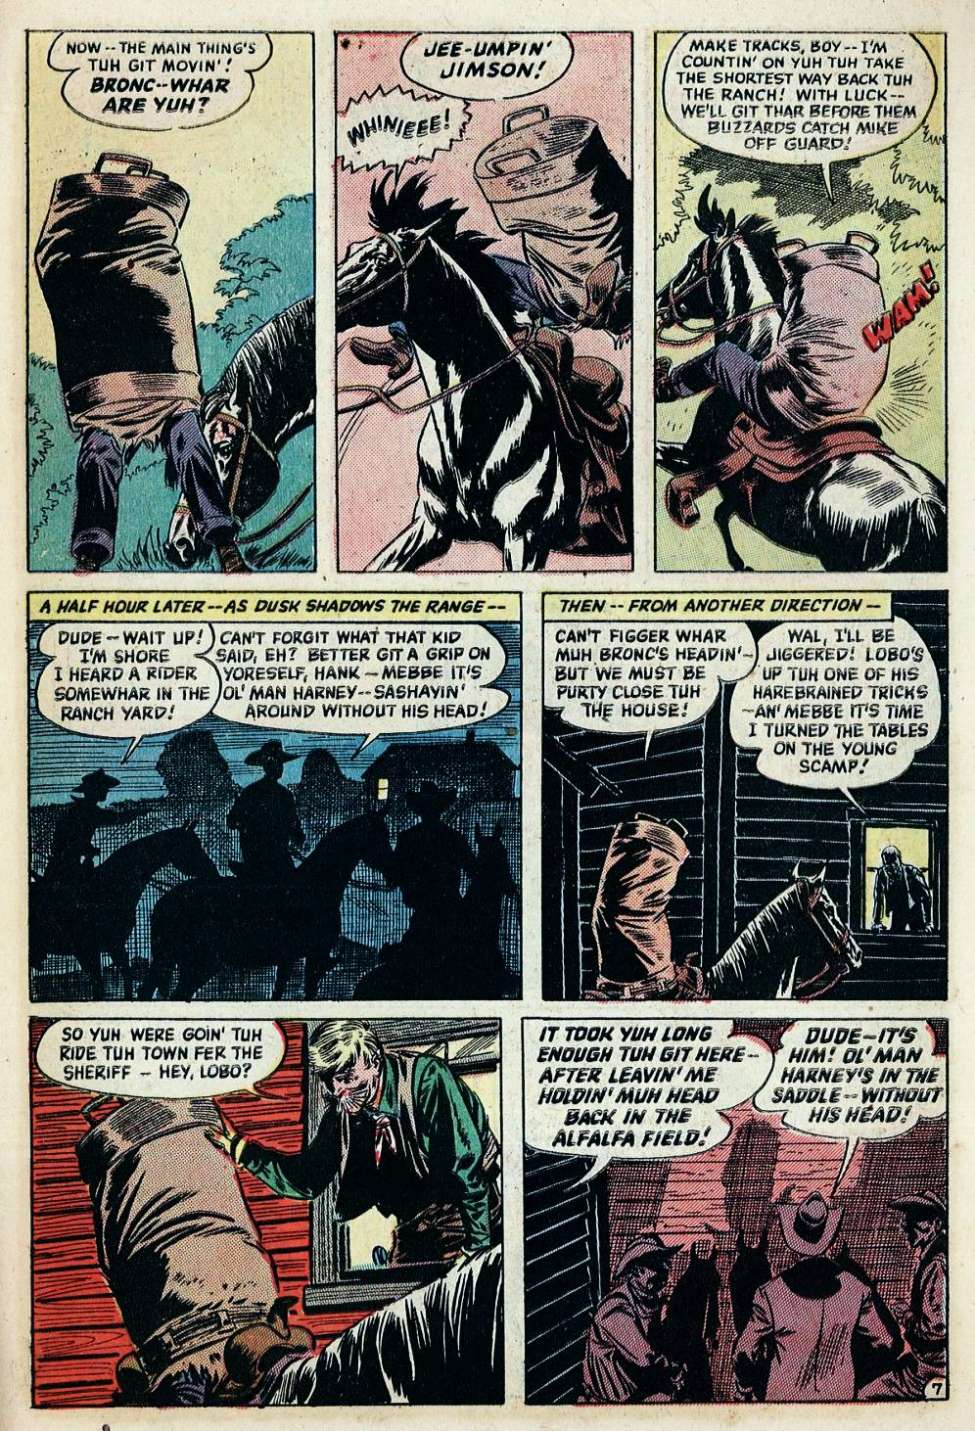 NOW -- THE MAIN THING'S
TUH GIT MOVIN'!
BRONC -- WHAR
ARE YUH?
JEE-UMPIN'
JIMSON!
WHINIEEE!
MAKE TRACKS, BOY -- I'M
COUNTIN' ON YUH TUH TAKE
THE SHORTEST WAY BACK TUH
THE RANCH! WITH LUCK --
WE'LL GIT THAR BEFORE THEM
BUZZARDS CATCH MIKE
OFF GUARD!
WAM!
A HALF HOUR LATER -- AS DUSK SHADOWS THE RANGE --
DUDE - WAIT UP!
I'M SHORE
I HEARD A RIDER
SOMEWHAR IN THE
RANCH YARD!
CAN'T FORGIT WHAT THAT KID
SAID, EH? BETTER GIT A GRIP ON
YORESELF, HANK - MEBBE IT'S
OL' MAN HARNEY -- SASHAYIN'
AROUND WITHOUT HIS HEAD!
THEN -- FROM ANOTHER DIRECTION --
CAN'T FIGGER WHAR
MUH BRONC'S HEADIN' -
BUT WE MUST BE
PURTY CLOSE TUH
THE HOUSE!
WAL, I'LL BE
JIGGERED! LOBO'S
UP TUH ONE OF HIS
HAREBRAINED TRICKS
- AN' MEBBE IT'S TIME
I TURNED THE TABLES
ON THE YOUNG
SCAMP!
SO YUH WERE GOIN' TUH
RIDE TUH TOWN FER THE
SHERIFF - HEY, LOBO?
IT TOOK YUH LONG
ENOUGH TUH GIT HERE -
AFTER LEAVIN' ME
HOLDIN' MUH HEAD
BACK IN THE
ALFALFA FIELD!
DUDE - IT'S
HIM! OL' MAN
HARNEY'S IN THE
SADDLE - WITHOUT
HIS HEAD!
7